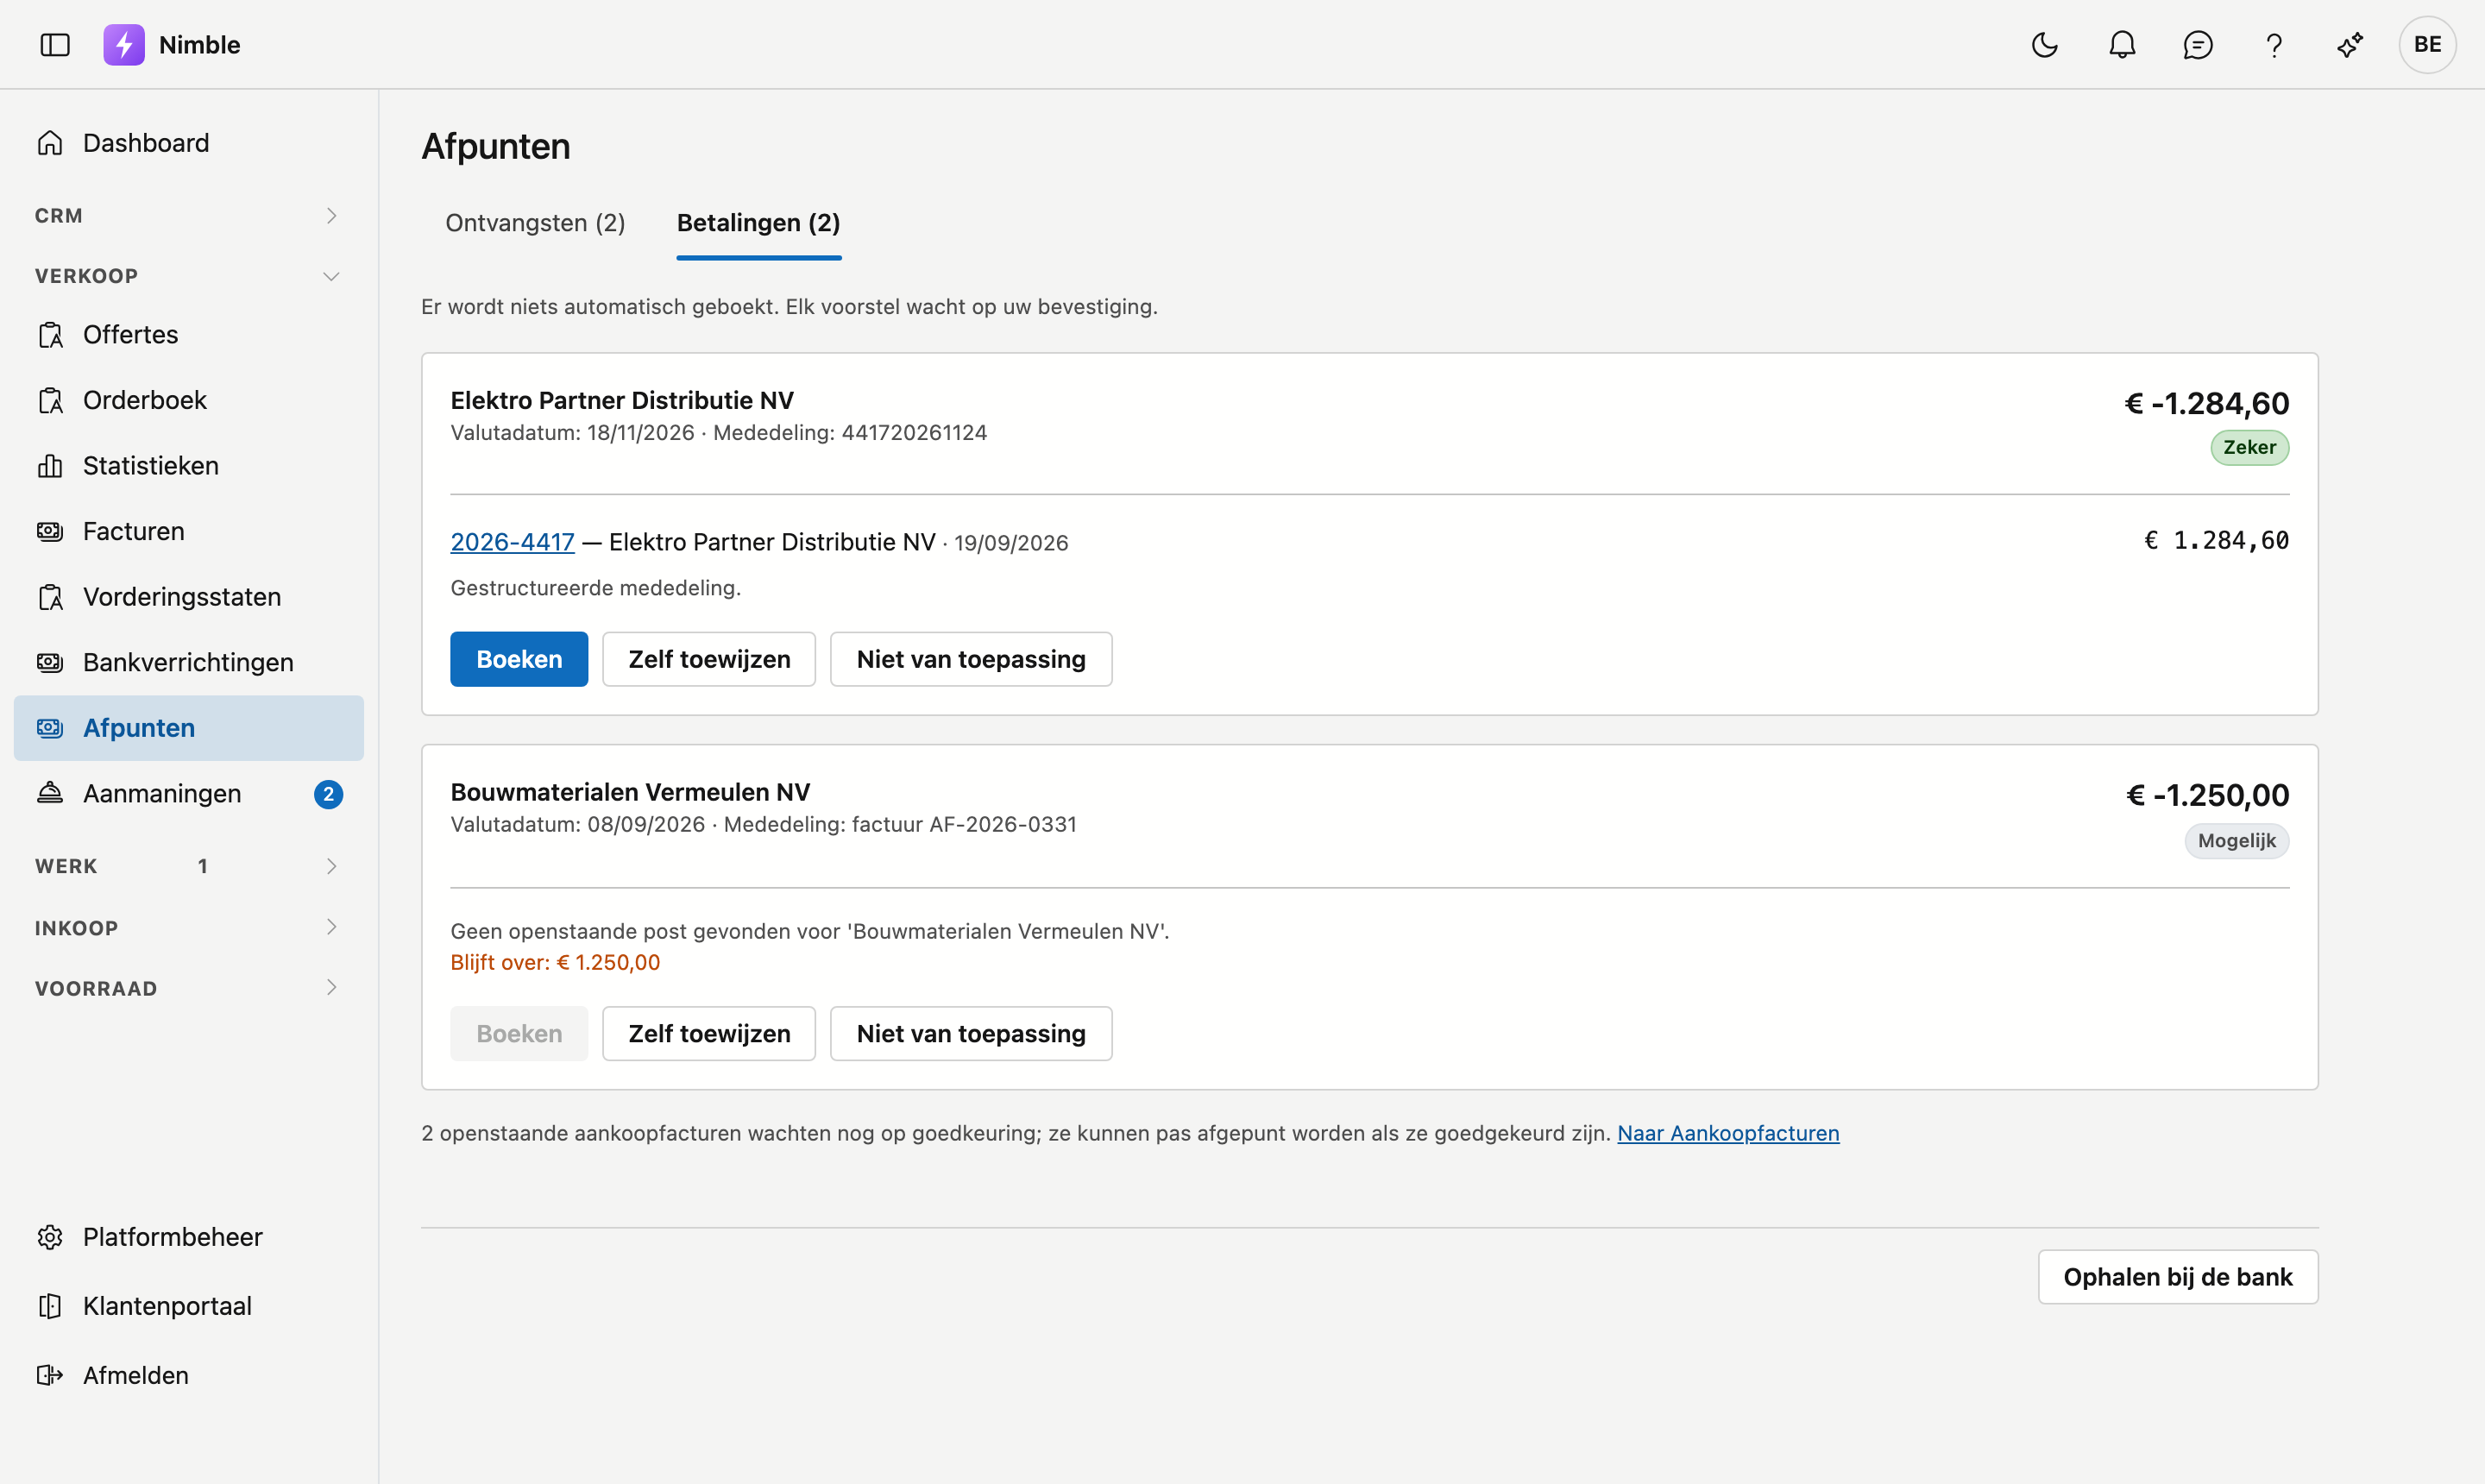 Nimble
BE
Dashboard
CRM
VERKOOP
Offertes
Orderboek
Statistieken
Facturen
Vorderingsstaten
Bankverrichtingen
Afpunten
Aanmaningen 2
WERK 1
INKOOP
VOORRAAD
Platformbeheer
Klantenportaal
Afmelden
Afpunten
Ontvangsten (2) Betalingen (2)
Er wordt niets automatisch geboekt. Elk voorstel wacht op uw bevestiging.
Elektro Partner Distributie NV € -1.284,60
Valutadatum: 18/11/2026 · Mededeling: 441720261124
Zeker
2026-4417 — Elektro Partner Distributie NV · 19/09/2026 € 1.284,60
Gestructureerde mededeling.
Boeken Zelf toewijzen Niet van toepassing
Bouwmaterialen Vermeulen NV € -1.250,00
Valutadatum: 08/09/2026 · Mededeling: factuur AF-2026-0331
Mogelijk
Geen openstaande post gevonden voor 'Bouwmaterialen Vermeulen NV'.
Blijft over: € 1.250,00
Boeken Zelf toewijzen Niet van toepassing
2 openstaande aankoopfacturen wachten nog op goedkeuring; ze kunnen pas afgepunt worden als ze goedgekeurd zijn. Naar Aankoopfacturen
Ophalen bij de bank